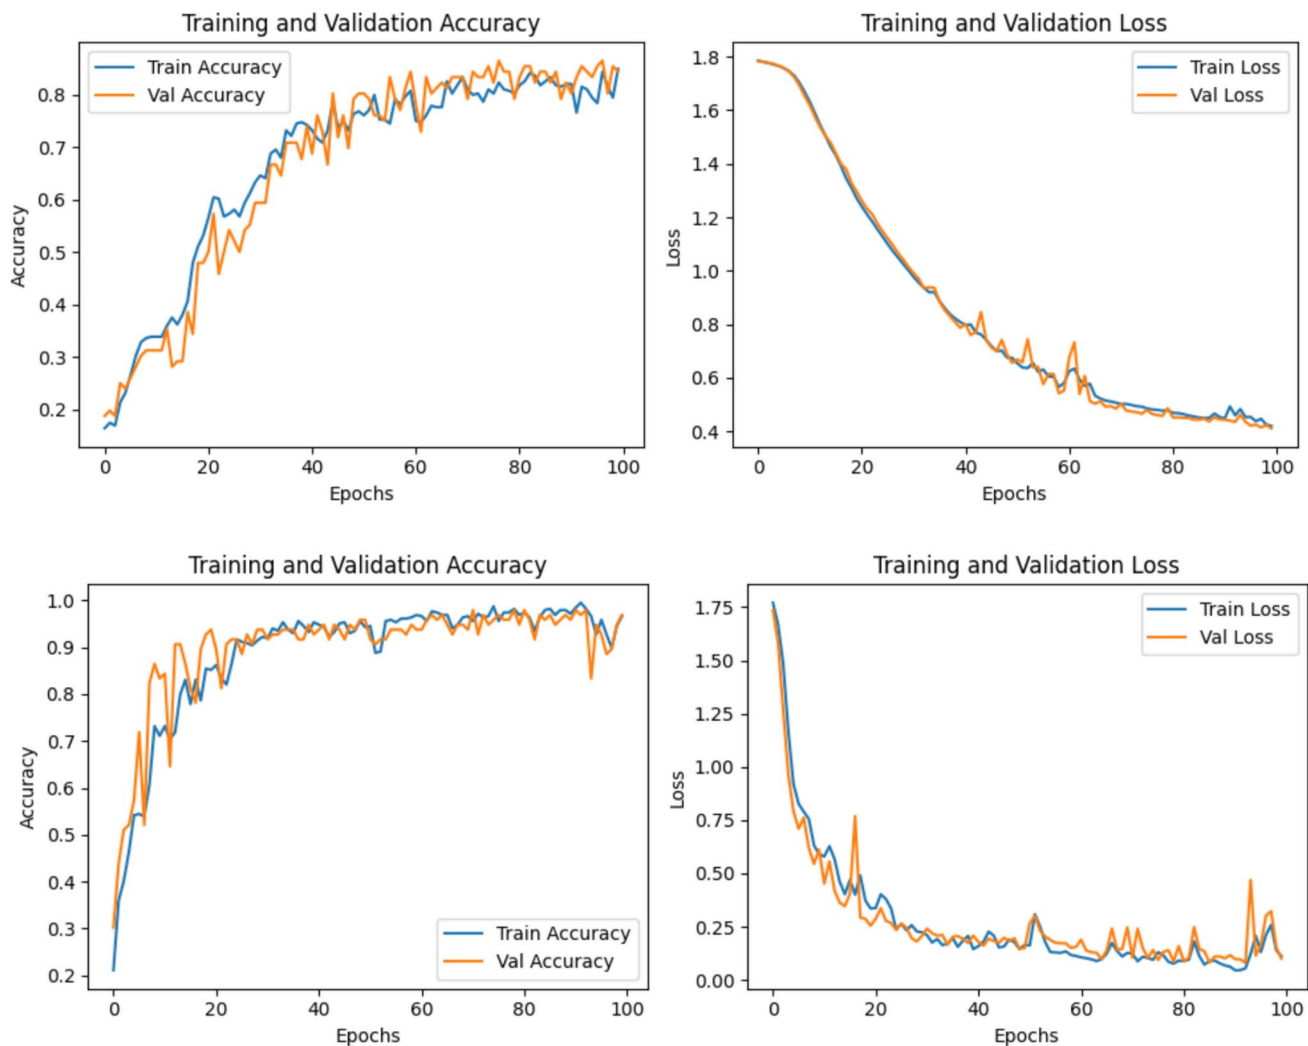 Training and Validation Accuracy
Train Accuracy
Val Accuracy
0.8
0.7
0.6
0.5
0.4
0.3
0.2
Accuracy
0 20 40 60 80 100
Epochs
Training and Validation Loss
Train Loss
Val Loss
1.8
1.6
1.4
1.2
1.0
0.8
0.6
0.4
Loss
0 20 40 60 80 100
Epochs
Training and Validation Accuracy
1.0
0.9
0.8
0.7
0.6
0.5
0.4
0.3
0.2
Accuracy
Train Accuracy
Val Accuracy
0 20 40 60 80 100
Epochs
Training and Validation Loss
Train Loss
Val Loss
1.75
1.50
1.25
1.00
0.75
0.50
0.25
0.00
Loss
0 20 40 60 80 100
Epochs